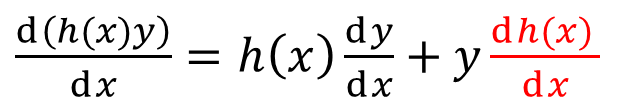 d(h(x)y)/dx = h(x) dy/dx + y dh(x)/dx